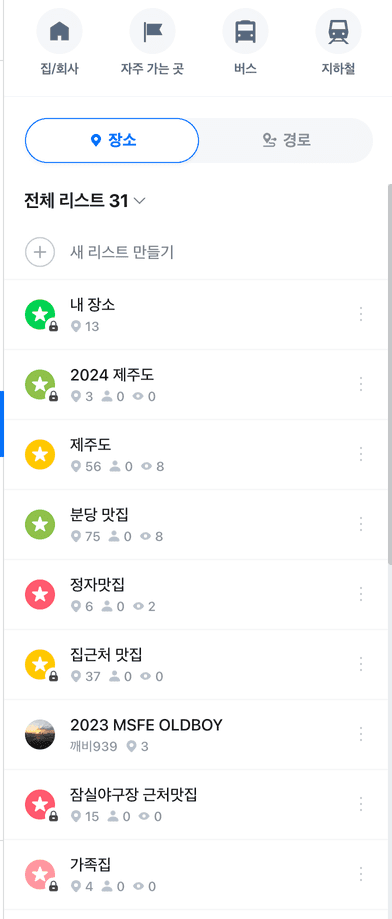 집/회사 자주 가는 곳 버스 지하철
장소 경로
전체 리스트 31
새 리스트 만들기
내 장소
13
2024 제주도
3 0 0
제주도
56 0 8
분당 맛집
75 0 8
정자맛집
6 0 2
집근처 맛집
37 0 0
2023 MSFE OLDBOY
깨비939 3
잠실야구장 근처맛집
15 0 0
가족집
4 0 0